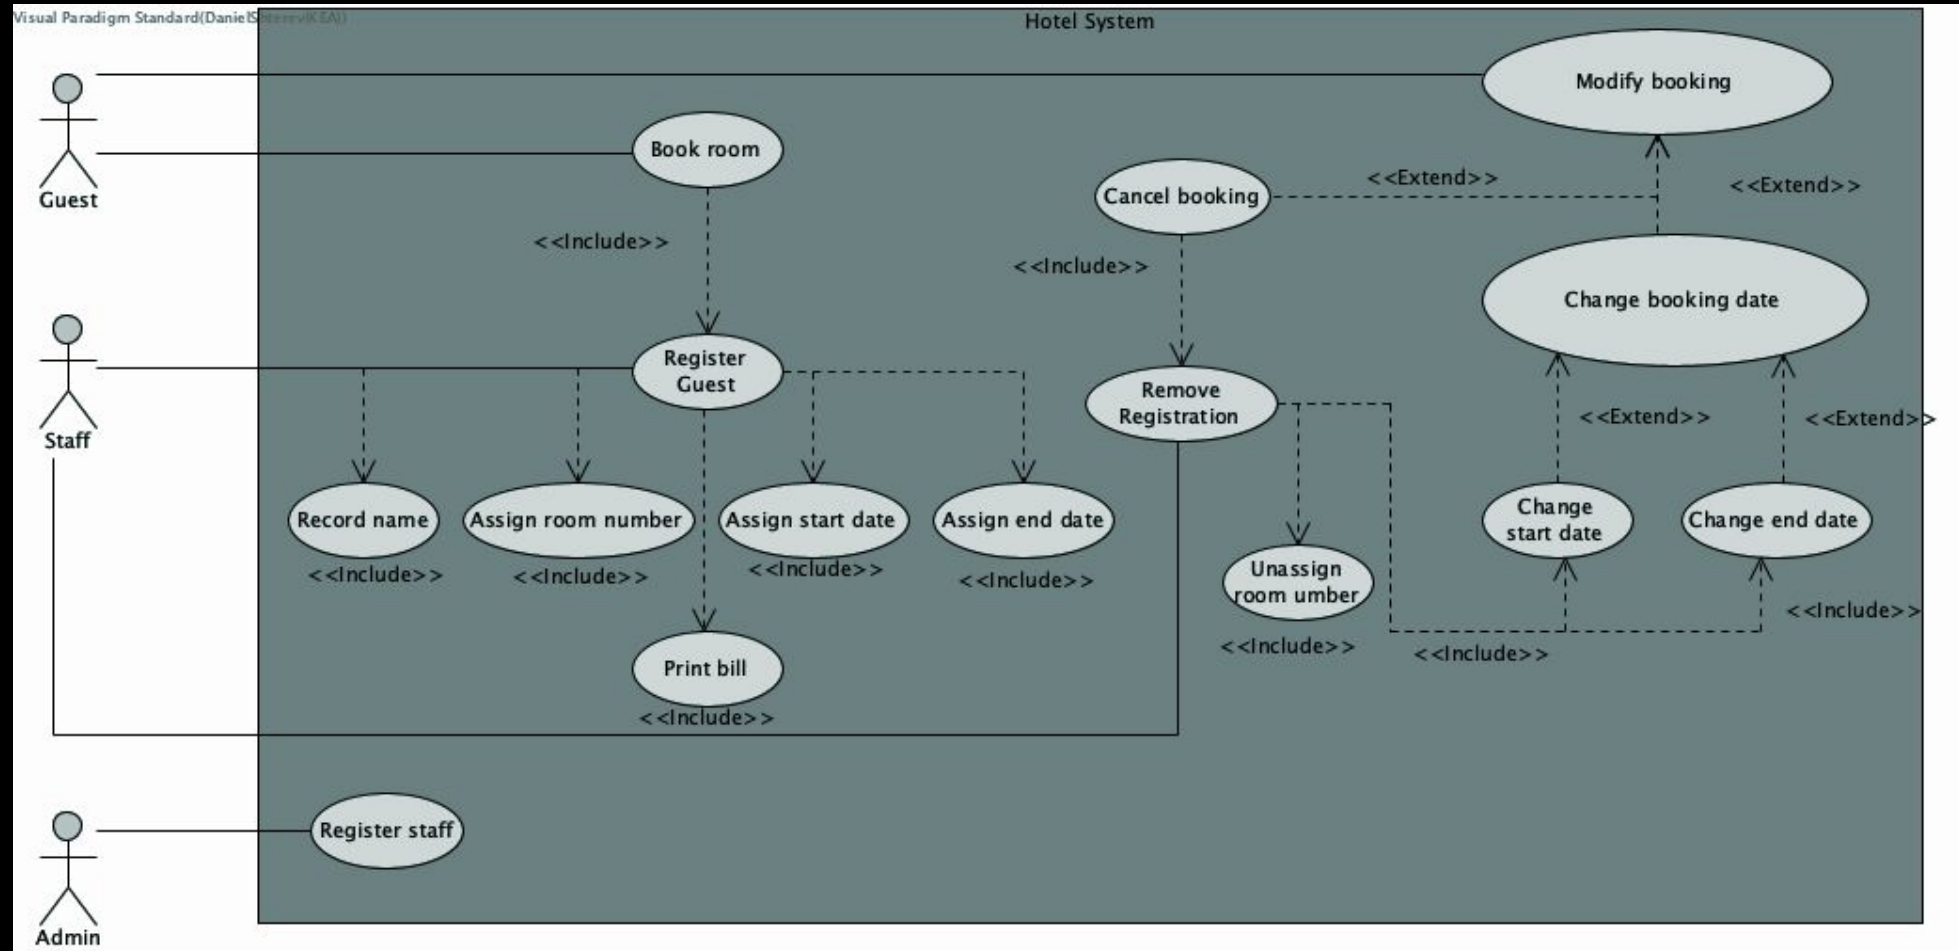 Visual Paradigm Standard(Daniel
Hotel System
Modify booking
Book room
<<Extend>>
<<Extend>>
Cancel booking
Guest
<<Include>>
<<Include>>
Change booking date
Register
Guest
Remove
Registration
<<Extend>>
<<Extend>>
Staff
Record name
Assign room number
Assign start date
Assign end date
Change
start date
Change end date
<<Include>>
<<Include>>
<<Include>>
<<Include>>
Unassign
room umber
<<Include>>
<<Include>>
<<Include>>
Print bill
<<Include>>
Register staff
Admin